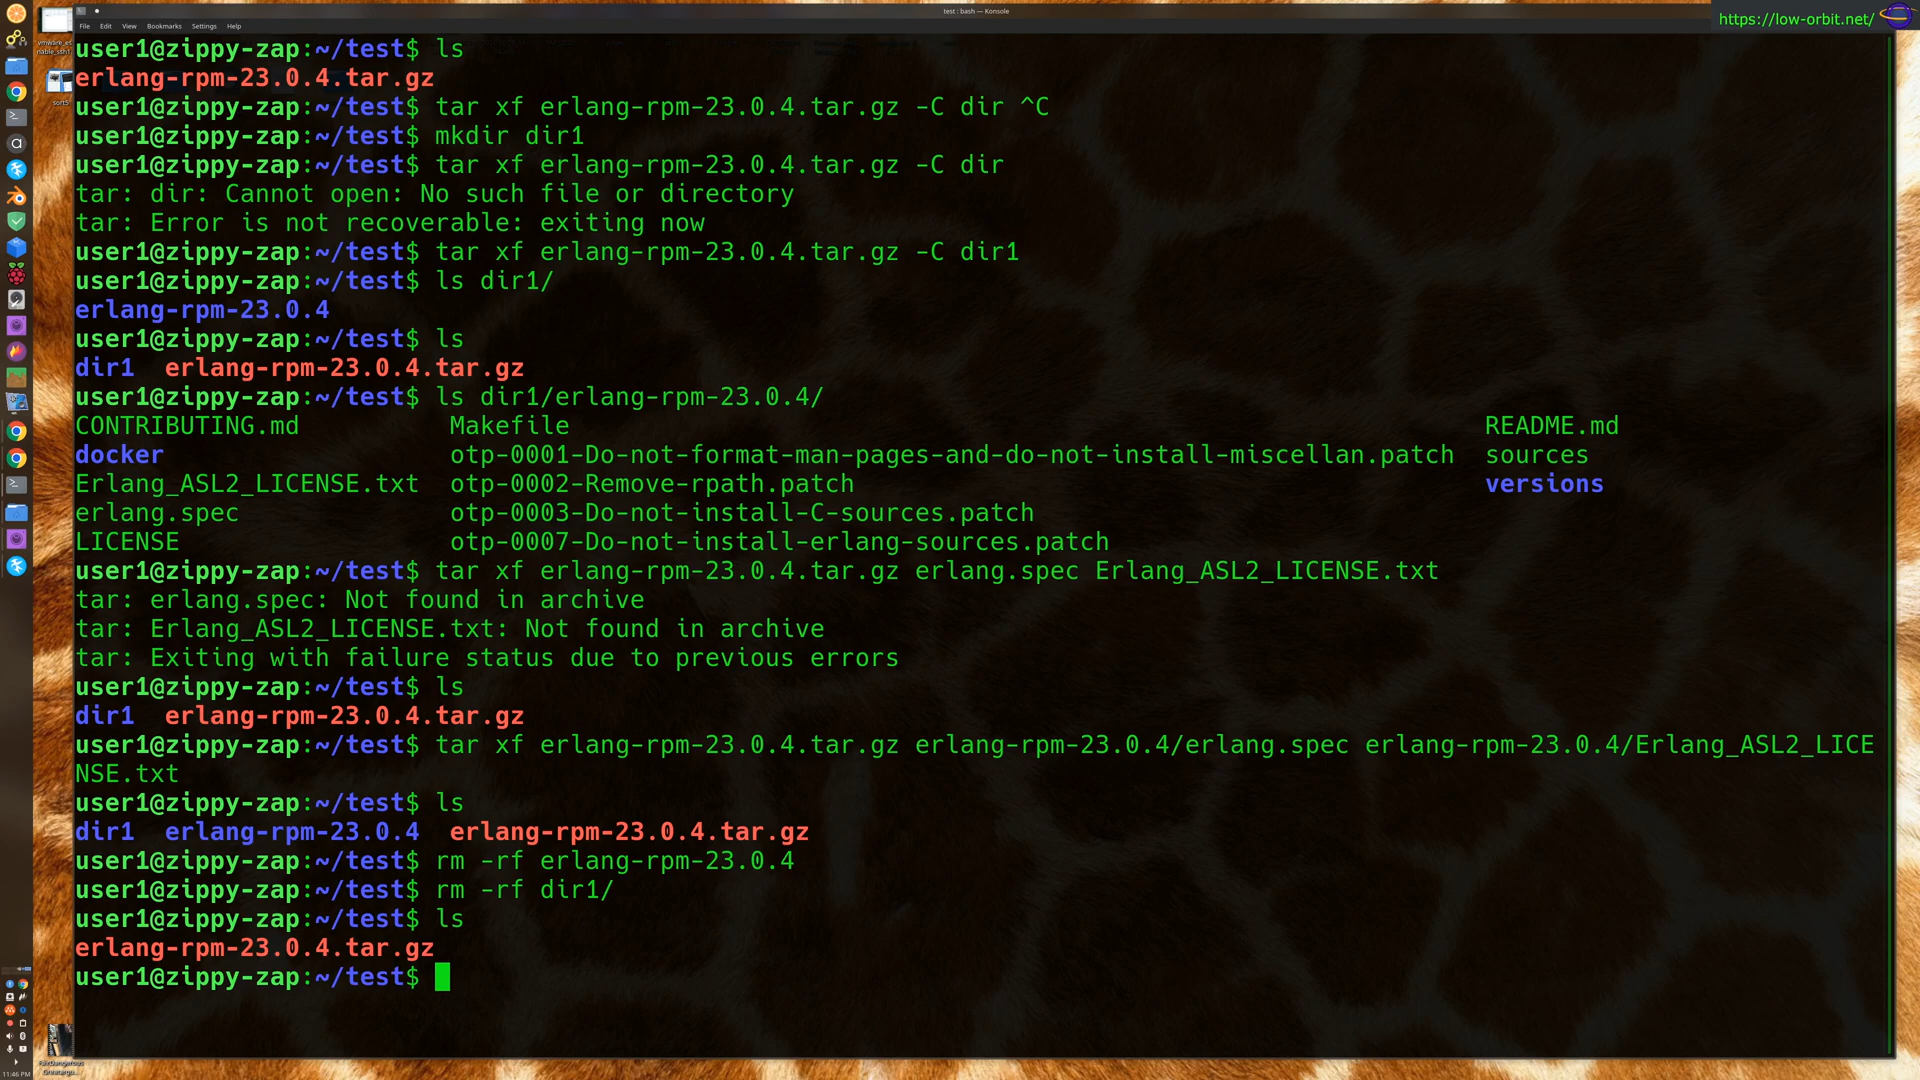 test : bash — Konsole
File Edit View Bookmarks Settings Help
https://low-orbit.net/
user1@zippy-zap:~/test$ ls
erlang-rpm-23.0.4.tar.gz
user1@zippy-zap:~/test$ tar xf erlang-rpm-23.0.4.tar.gz -C dir ^C
user1@zippy-zap:~/test$ mkdir dir1
user1@zippy-zap:~/test$ tar xf erlang-rpm-23.0.4.tar.gz -C dir
tar: dir: Cannot open: No such file or directory
tar: Error is not recoverable: exiting now
user1@zippy-zap:~/test$ tar xf erlang-rpm-23.0.4.tar.gz -C dir1
user1@zippy-zap:~/test$ ls dir1/
erlang-rpm-23.0.4
user1@zippy-zap:~/test$ ls
dir1  erlang-rpm-23.0.4.tar.gz
user1@zippy-zap:~/test$ ls dir1/erlang-rpm-23.0.4/
CONTRIBUTING.md          Makefile                                                             README.md
docker                   otp-0001-Do-not-format-man-pages-and-do-not-install-miscellan.patch  sources
Erlang_ASL2_LICENSE.txt  otp-0002-Remove-rpath.patch                                          versions
erlang.spec              otp-0003-Do-not-install-C-sources.patch
LICENSE                  otp-0007-Do-not-install-erlang-sources.patch
user1@zippy-zap:~/test$ tar xf erlang-rpm-23.0.4.tar.gz erlang.spec Erlang_ASL2_LICENSE.txt
tar: erlang.spec: Not found in archive
tar: Erlang_ASL2_LICENSE.txt: Not found in archive
tar: Exiting with failure status due to previous errors
user1@zippy-zap:~/test$ ls
dir1  erlang-rpm-23.0.4.tar.gz
user1@zippy-zap:~/test$ tar xf erlang-rpm-23.0.4.tar.gz erlang-rpm-23.0.4/erlang.spec erlang-rpm-23.0.4/Erlang_ASL2_LICE
NSE.txt
user1@zippy-zap:~/test$ ls
dir1  erlang-rpm-23.0.4  erlang-rpm-23.0.4.tar.gz
user1@zippy-zap:~/test$ rm -rf erlang-rpm-23.0.4
user1@zippy-zap:~/test$ rm -rf dir1/
user1@zippy-zap:~/test$ ls
erlang-rpm-23.0.4.tar.gz
user1@zippy-zap:~/test$
11:46 PM